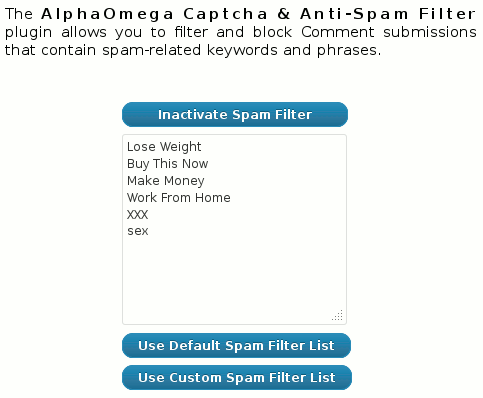 The AlphaOmega Captcha & Anti-Spam Filter
plugin allows you to filter and block Comment submissions
that contain spam-related keywords and phrases.
Inactivate Spam Filter
Lose Weight
Buy This Now
Make Money
Work From Home
XXX
sex
Use Default Spam Filter List
Use Custom Spam Filter List